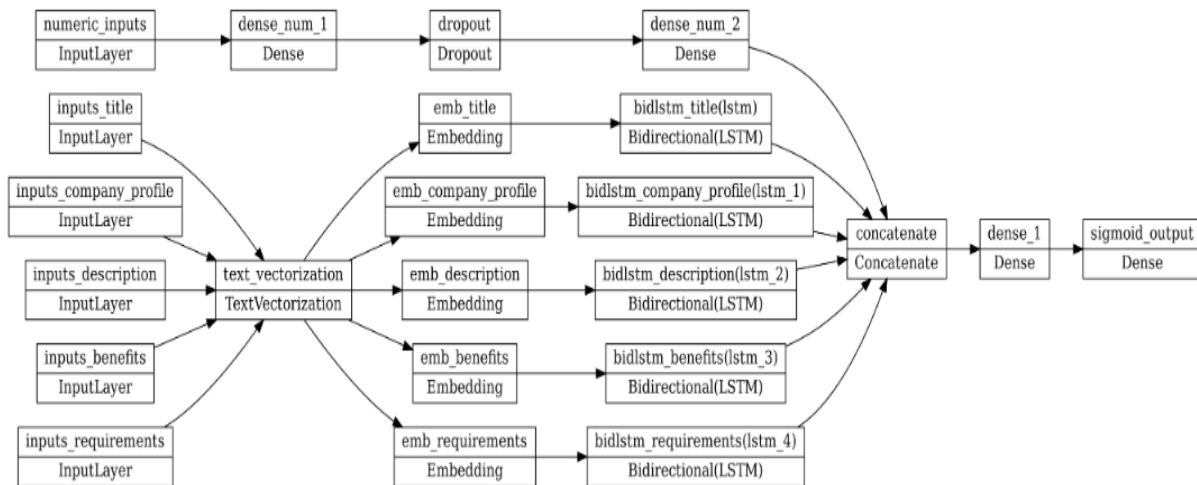 numeric_inputs
InputLayer
dense_num_1
Dense
dropout
Dropout
dense_num_2
Dense
inputs_title
InputLayer
emb_title
Embedding
bidlstm_title(lstm)
Bidirectional(LSTM)
inputs_company_profile
InputLayer
emb_company_profile
Embedding
bidlstm_company_profile(lstm_1)
Bidirectional(LSTM)
concatenate
Concatenate
dense_1
Dense
sigmoid_output
Dense
inputs_description
InputLayer
text_vectorization
TextVectorization
emb_description
Embedding
bidlstm_description(lstm_2)
Bidirectional(LSTM)
inputs_benefits
InputLayer
emb_benefits
Embedding
bidlstm_benefits(lstm_3)
Bidirectional(LSTM)
inputs_requirements
InputLayer
emb_requirements
Embedding
bidlstm_requirements(lstm_4)
Bidirectional(LSTM)